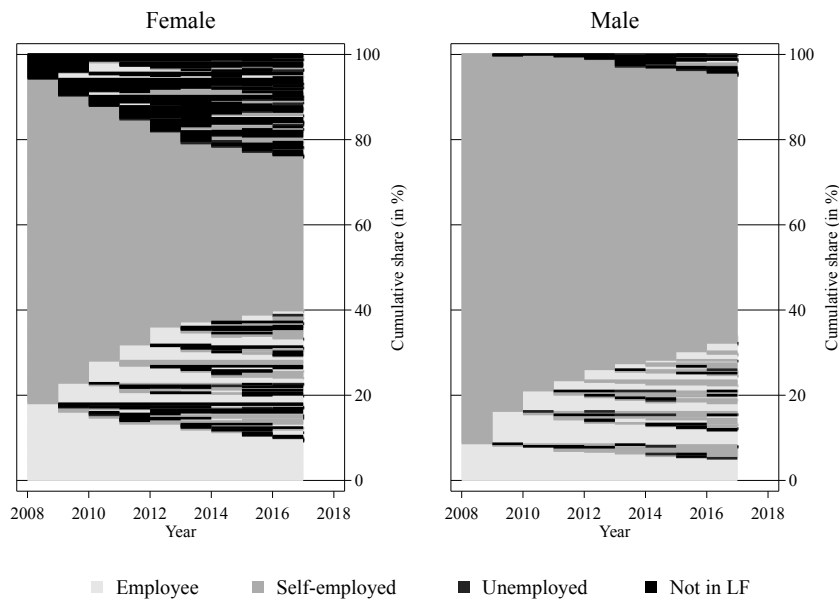 Female
Male
100
80
60
40
20
0
Cumulative share (in %)
2008 2010 2012 2014 2016 2018
Year
100
80
60
40
20
0
Cumulative share (in %)
2008 2010 2012 2014 2016 2018
Year
Employee Self-employed Unemployed Not in LF